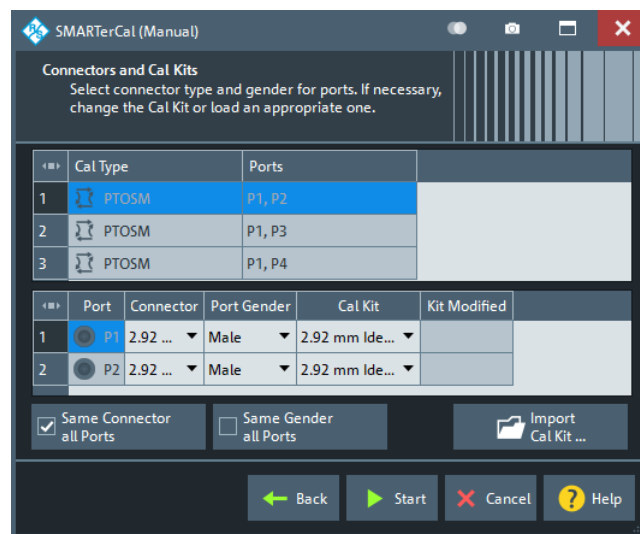 SMARTerCal (Manual)
Connectors and Cal Kits
Select connector type and gender for ports. If necessary,
change the Cal Kit or load an appropriate one.
Cal Type Ports
1 PTOSM P1, P2
2 PTOSM P1, P3
3 PTOSM P1, P4
Port Connector Port Gender Cal Kit Kit Modified
1 P1 2.92 ... Male 2.92 mm Ide...
2 P2 2.92 ... Male 2.92 mm Ide...
Same Connector
all Ports
Same Gender
all Ports
Import
Cal Kit ...
Back Start Cancel ? Help